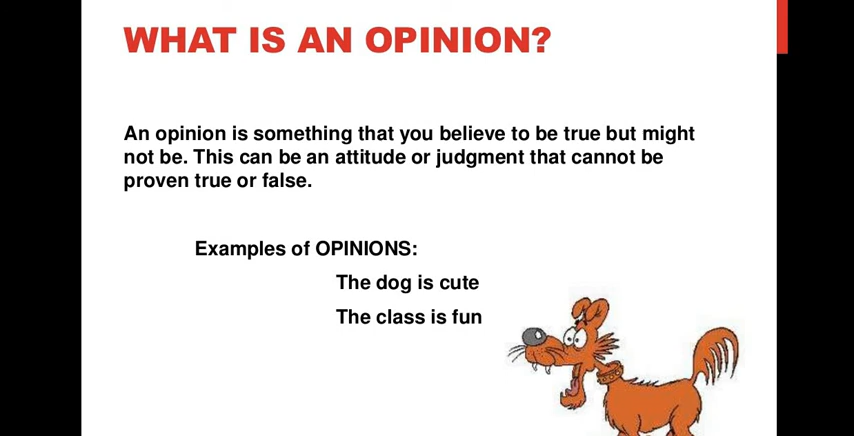 WHAT IS AN OPINION?
An opinion is something that you believe to be true but might
not be. This can be an attitude or judgment that cannot be
proven true or false.
Examples of OPINIONS:
The dog is cute
The class is fun